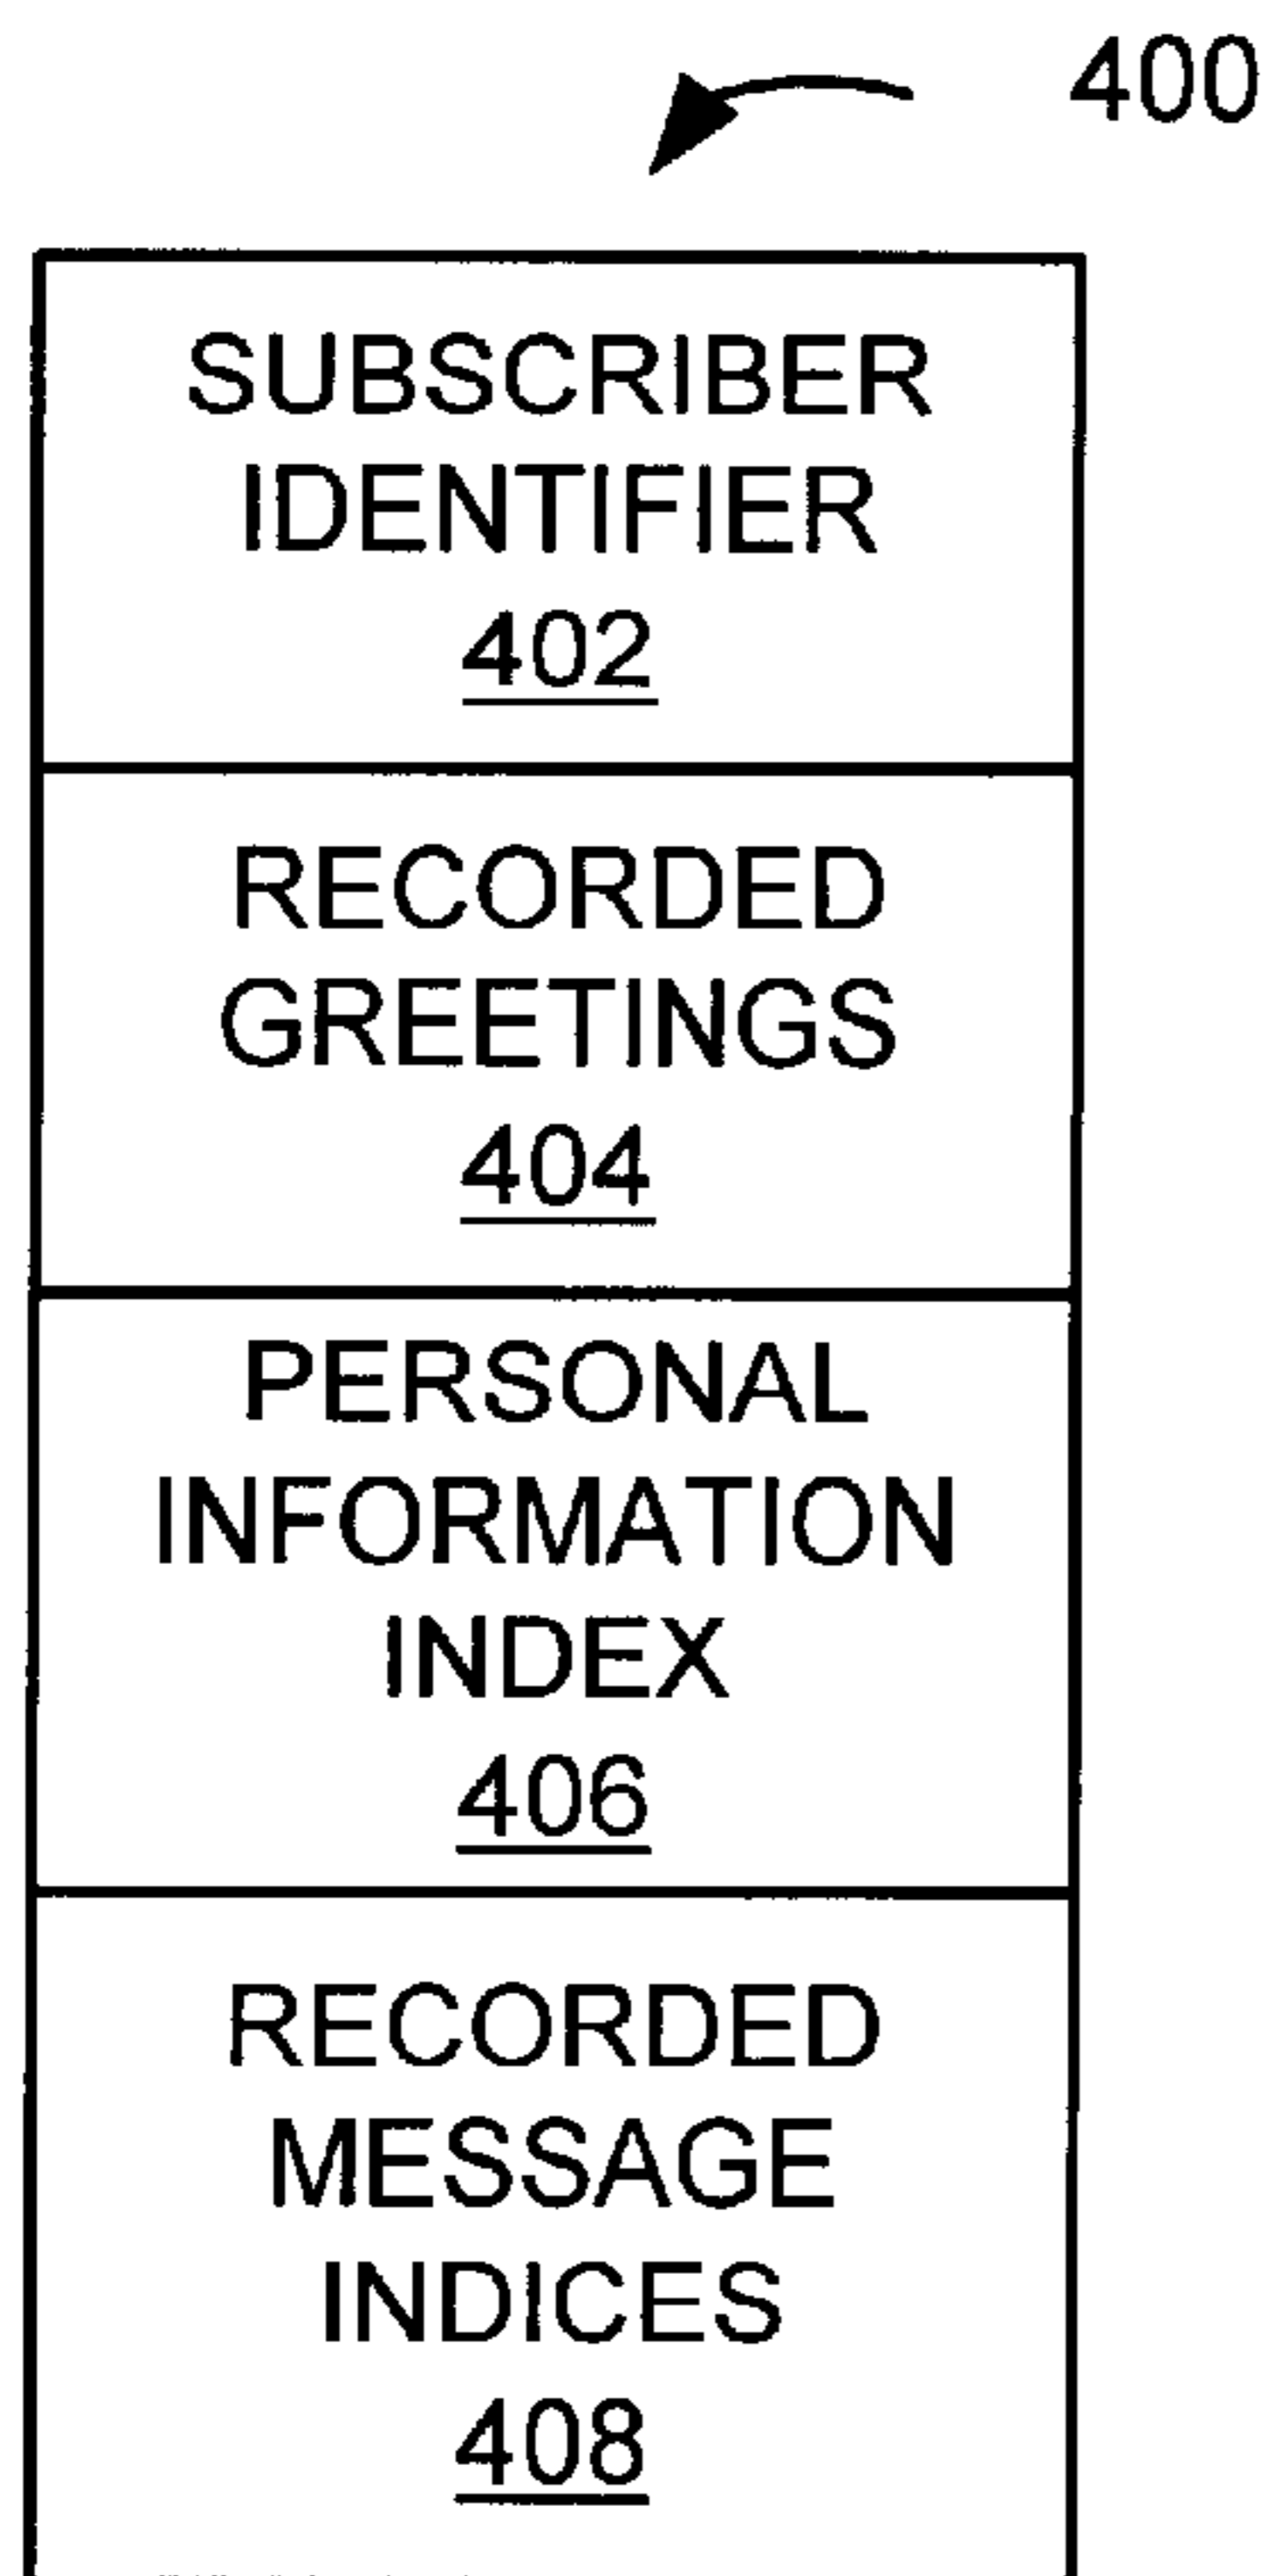 400
SUBSCRIBER
IDENTIFIER
402
RECORDED
GREETINGS
404
PERSONAL
INFORMATION
INDEX
406
RECORDED
MESSAGE
INDICES
408